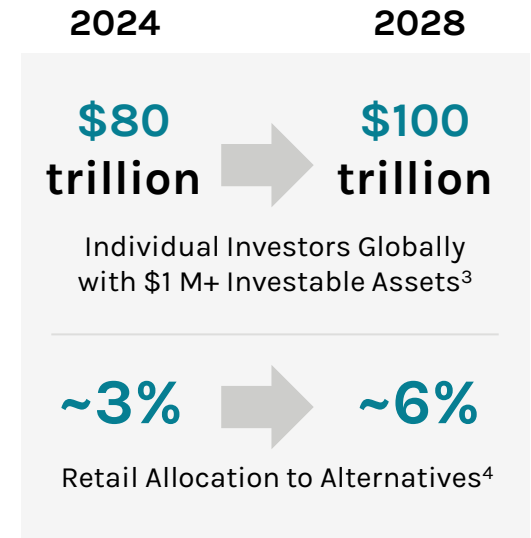 2024 2028
$80 $100
trillion trillion
Individual Investors Globally
with $1 M+ Investable Assets³
~3% ~6%
Retail Allocation to Alternatives⁴